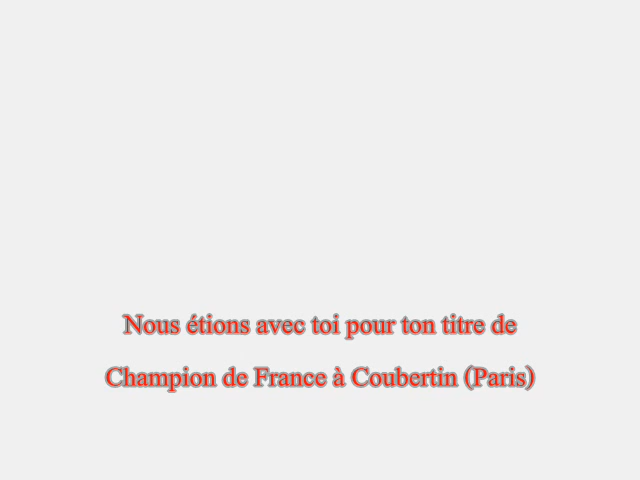 Nous étions avec toi pour ton titre de
Champion de France à Coubertin (Paris)